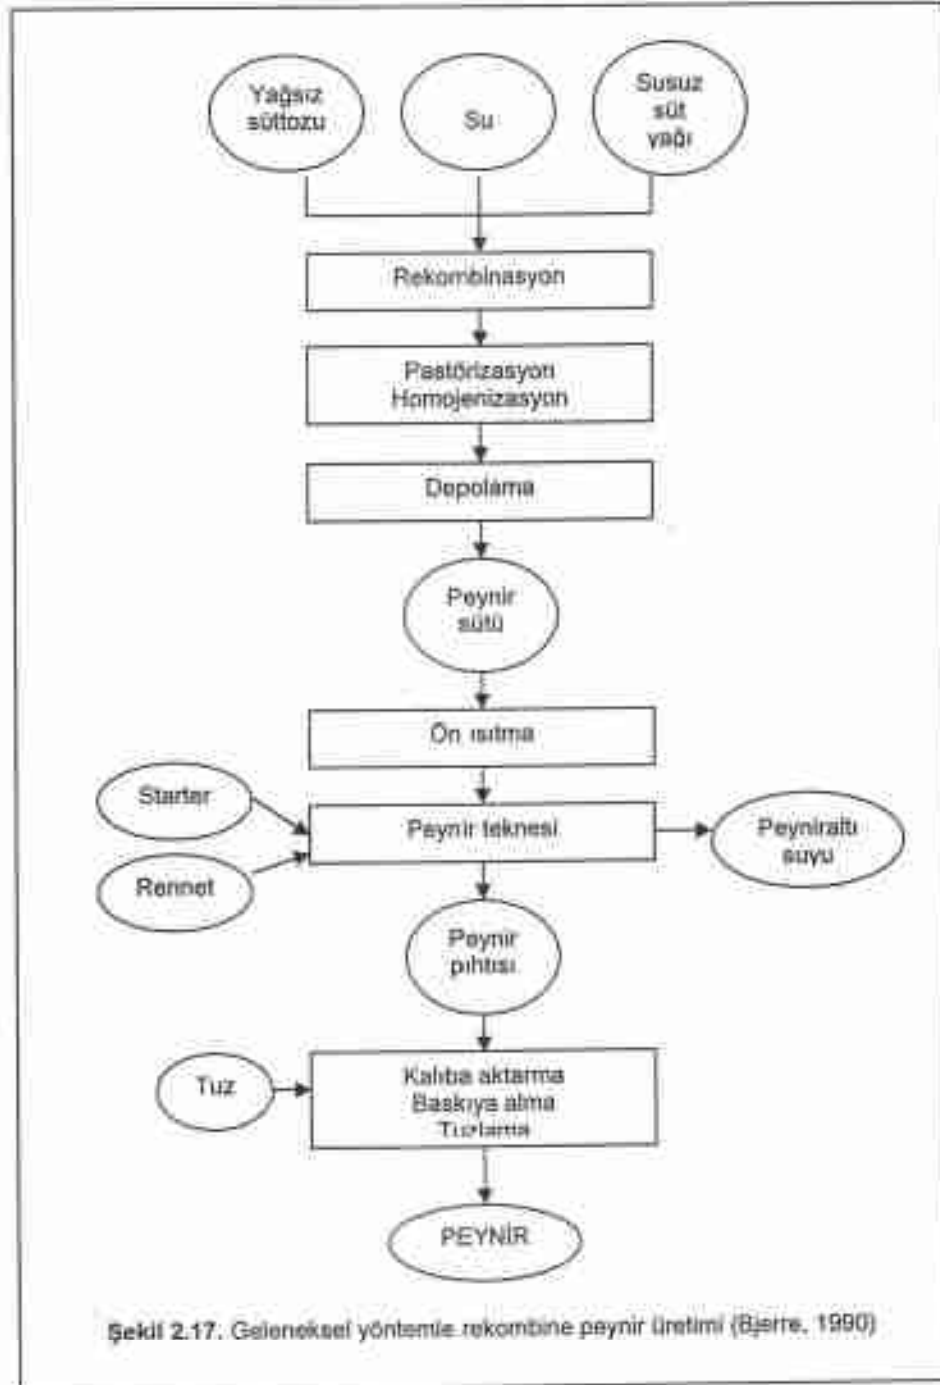 Yağsız
süttozu
Su
Susuz
süt
yağı
Rekombinasyon
Pastörizasyon
Homojenizasyon
Depolama
Peynir
sütü
Ön ısıtma
Starter
Rennet
Peynir teknesi
Peyniraltı
suyu
Peynir
pıhtısı
Tuz
Kalıba aktarma
Baskıya alma
Tuzlama
PEYNİR
Şekil 2.17. Geleneksel yöntemle rekombine peynir üretimi (Bjerre, 1990)